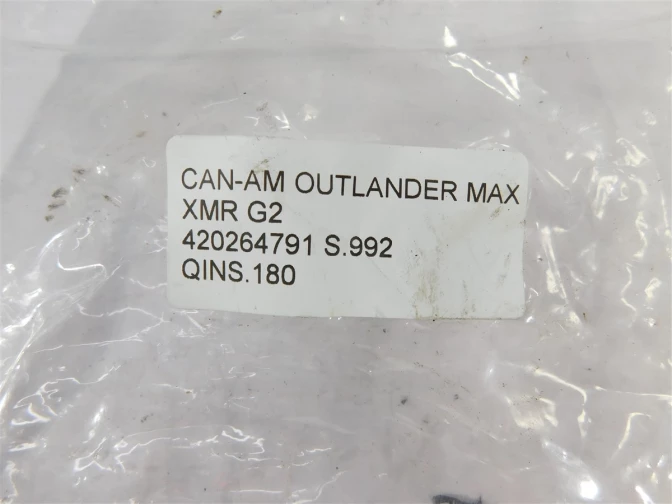 CAN-AM OUTLANDER MAX
XMR G2
420264791 S.992
QINS.180